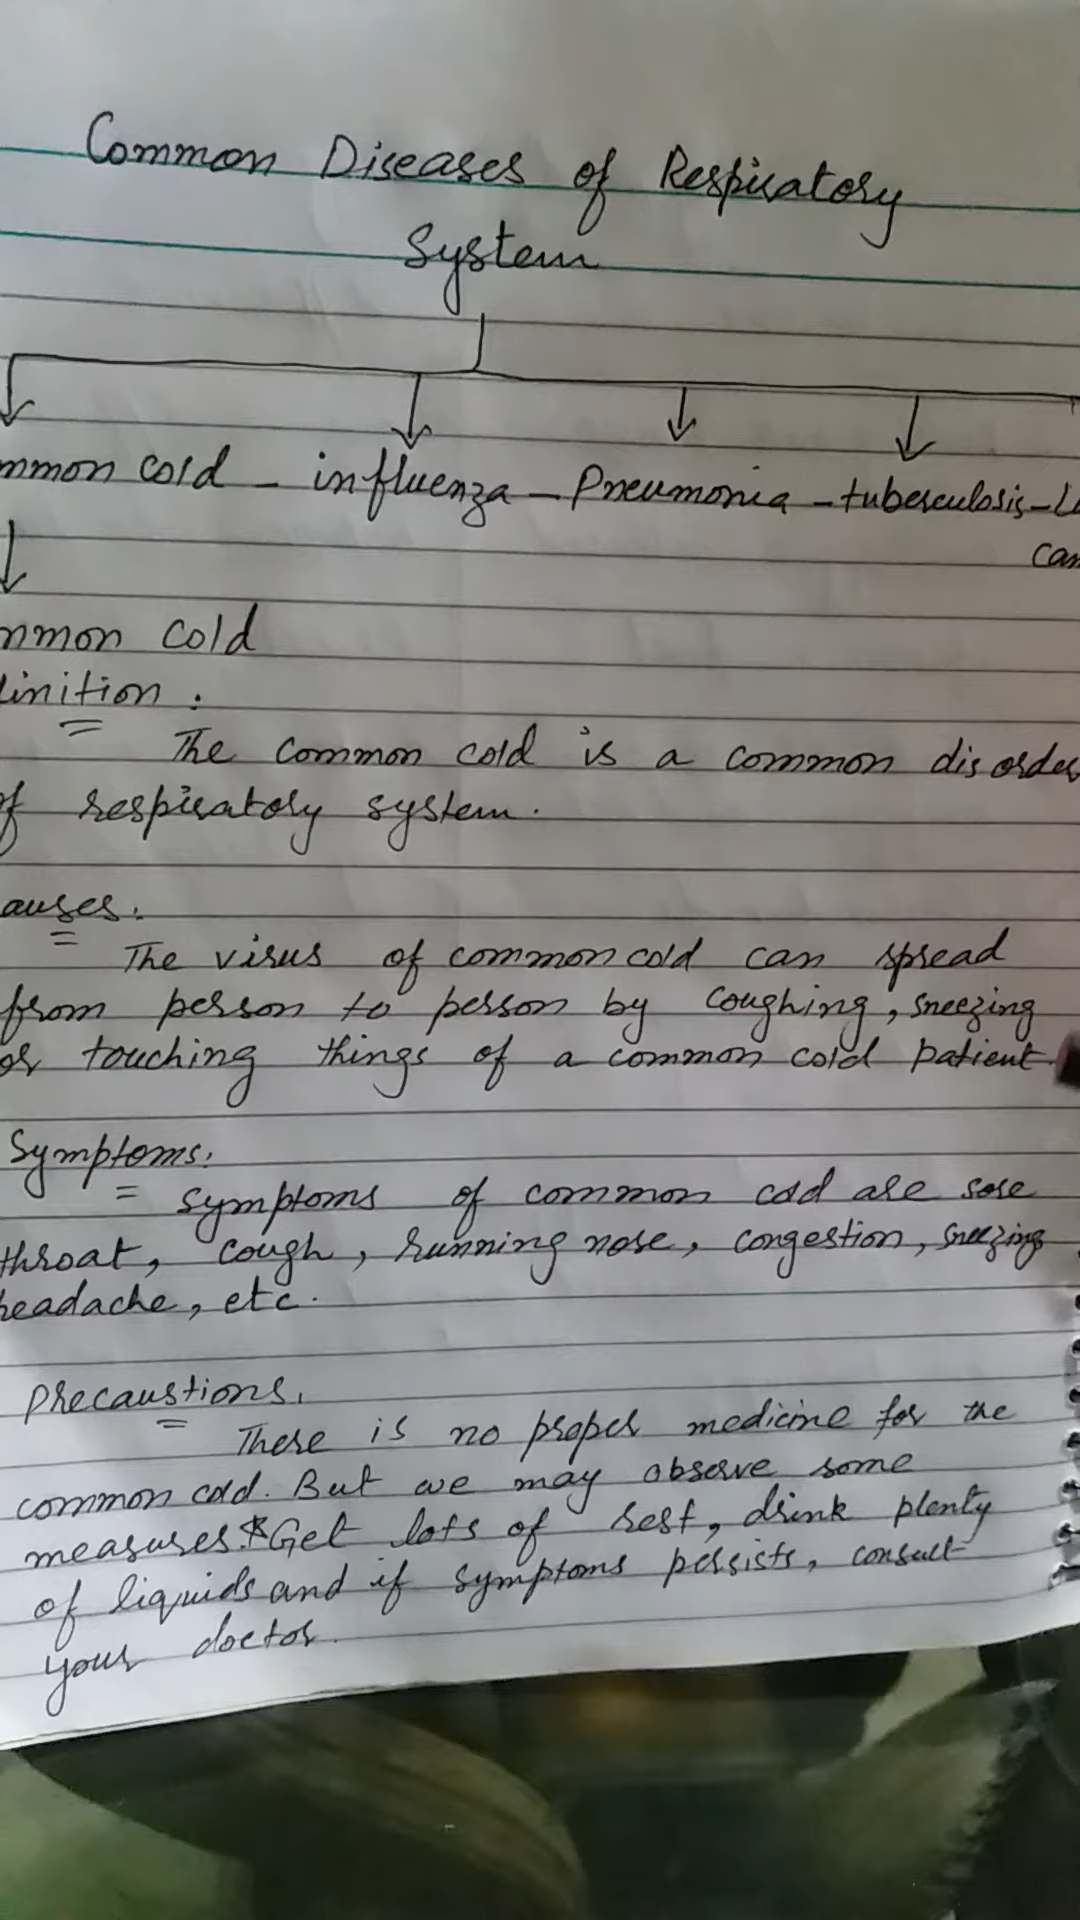 Common Diseases of Respiratory
System
mmon cold - influenza - Pneumonia - tuberculosis - L
can
mmon cold
finition :
The common cold is a common disorder
of respiratory system.
auses:
The virus of common cold can spread
from person to person by coughing, sneezing
or touching things of a common cold patient.
Symptoms:
symptoms of common cold are sore
throat, cough, running nose, congestion, sneezing
headache, etc.
Precaustions.
There is no proper medicine for the
common cold. But we may observe some
measures.*Get lots of rest, drink plenty
of liquids and if symptoms persists, consult
your doctor.